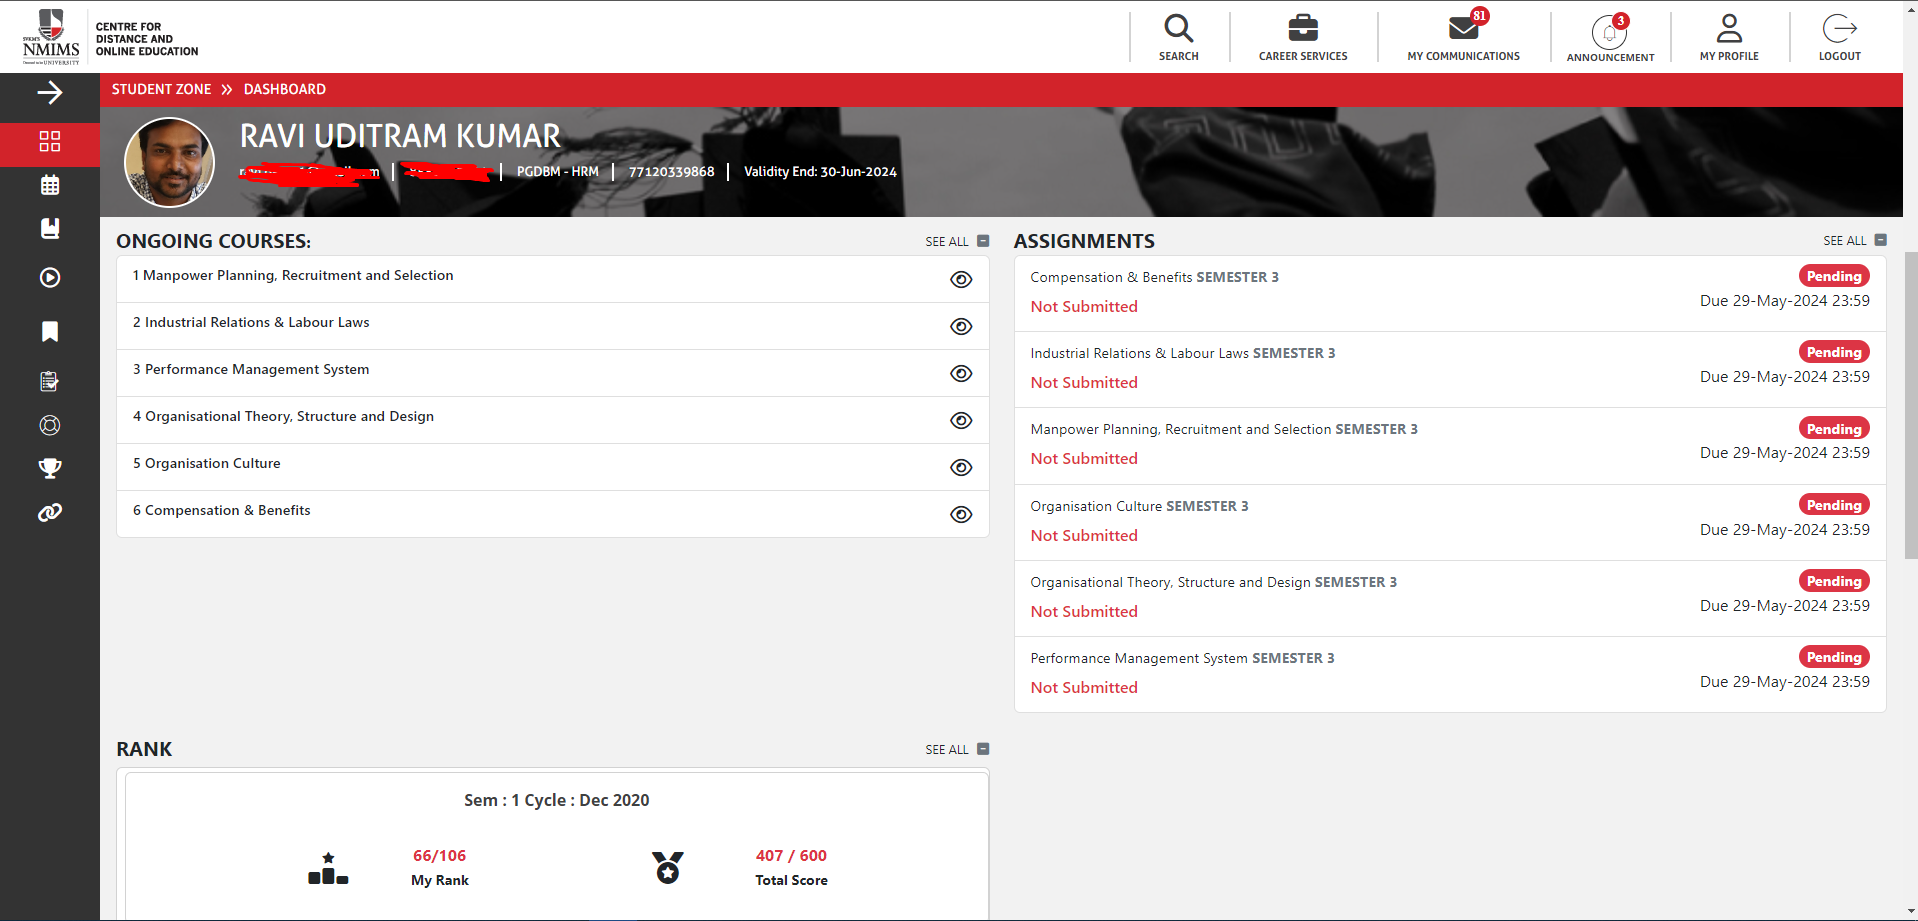 SVKM'S
NMIMS
CENTRE FOR
DISTANCE AND
ONLINE EDUCATION
SEARCH
CAREER SERVICES
81
MY COMMUNICATIONS
3
ANNOUNCEMENT
MY PROFILE
LOGOUT
STUDENT ZONE » DASHBOARD
RAVI UDITRAM KUMAR
PGDBM - HRM | 77120339868 | Validity End: 30-Jun-2024
ONGOING COURSES:
SEE ALL
1 Manpower Planning, Recruitment and Selection
2 Industrial Relations & Labour Laws
3 Performance Management System
4 Organisational Theory, Structure and Design
5 Organisation Culture
6 Compensation & Benefits
ASSIGNMENTS
SEE ALL
Compensation & Benefits SEMESTER 3
Pending
Not Submitted
Due 29-May-2024 23:59
Industrial Relations & Labour Laws SEMESTER 3
Pending
Not Submitted
Due 29-May-2024 23:59
Manpower Planning, Recruitment and Selection SEMESTER 3
Pending
Not Submitted
Due 29-May-2024 23:59
Organisation Culture SEMESTER 3
Pending
Not Submitted
Due 29-May-2024 23:59
Organisational Theory, Structure and Design SEMESTER 3
Pending
Not Submitted
Due 29-May-2024 23:59
Performance Management System SEMESTER 3
Pending
Not Submitted
Due 29-May-2024 23:59
RANK
SEE ALL
Sem : 1 Cycle : Dec 2020
66/106
My Rank
407 / 600
Total Score